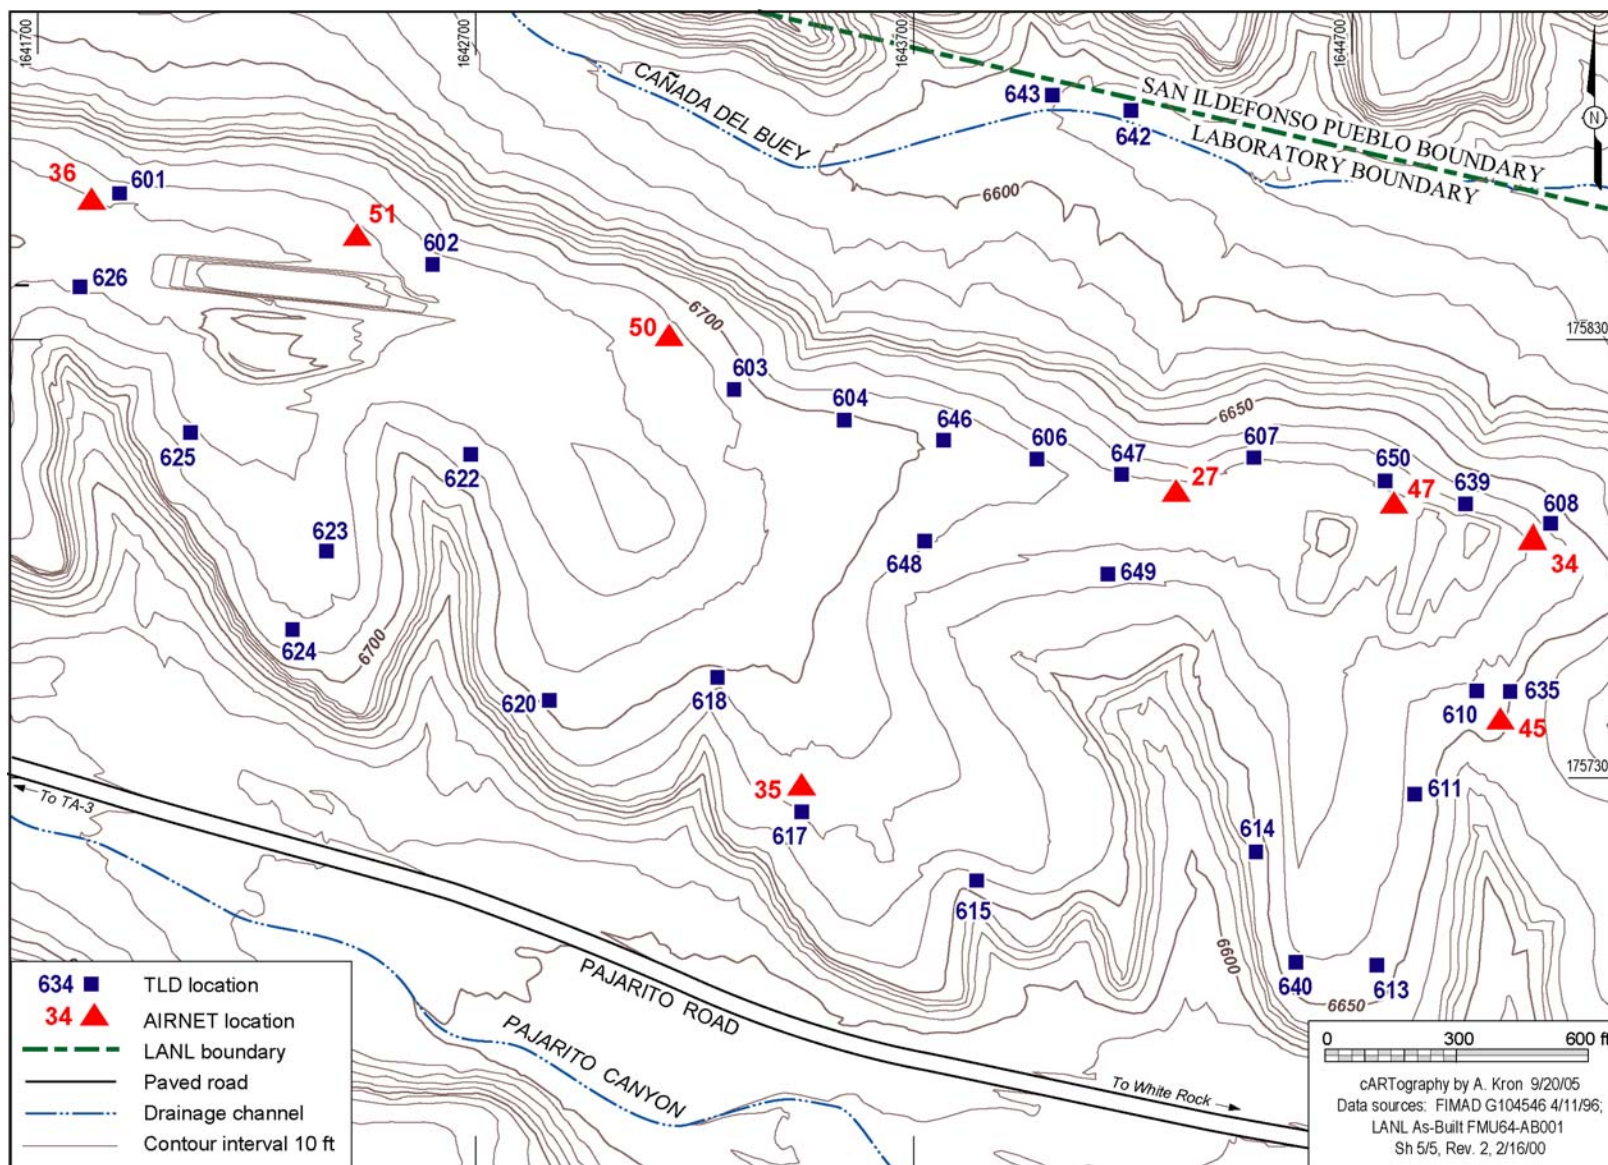 1641700
1642700
1643700
1644700
CAÑADA DEL BUEY
643
642
SAN ILDEFONSO PUEBLO BOUNDARY
LABORATORY BOUNDARY
N
36
601
51
602
6600
626
50
6700
175830
603
604
6650
646
606
647
607
27
650
47
639
608
34
625
622
623
648
649
624
6700
620
618
610
635
45
35
617
611
175730
To TA-3
614
615
6600
640
613
6650
PAJARITO ROAD
PAJARITO CANYON
To White Rock
634 TLD location
34 AIRNET location
LANL boundary
Paved road
Drainage channel
Contour interval 10 ft
0 300 600 ft
cARTography by A. Kron 9/20/05
Data sources: FIMAD G104546 4/11/96;
LANL As-Built FMU64-AB001
Sh 5/5, Rev. 2, 2/16/00